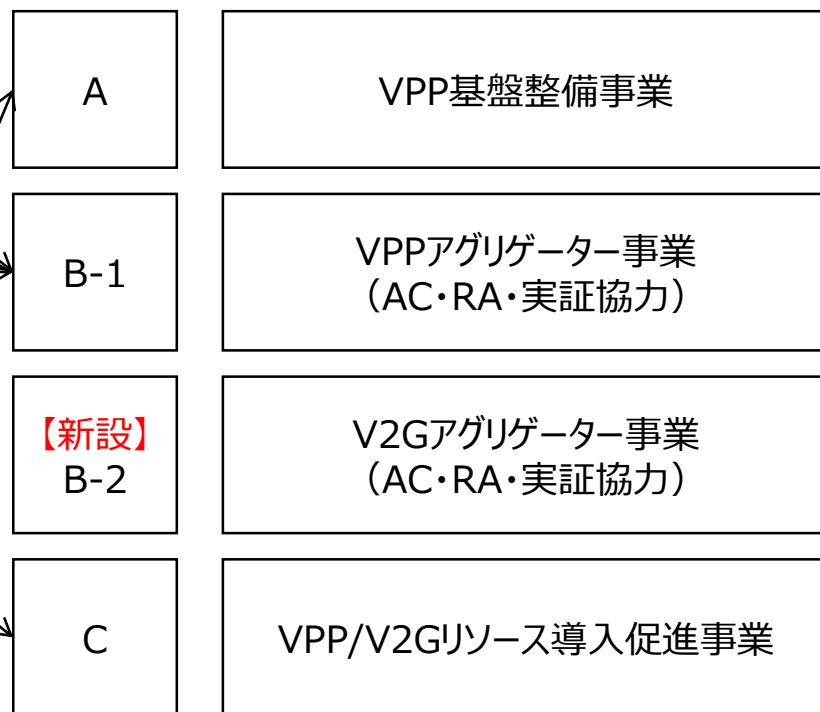 A
VPP基盤整備事業
B-1
VPPアグリゲーター事業
（AC・RA・実証協力）
【新設】
B-2
V2Gアグリゲーター事業
（AC・RA・実証協力）
C
VPP/V2Gリソース導入促進事業